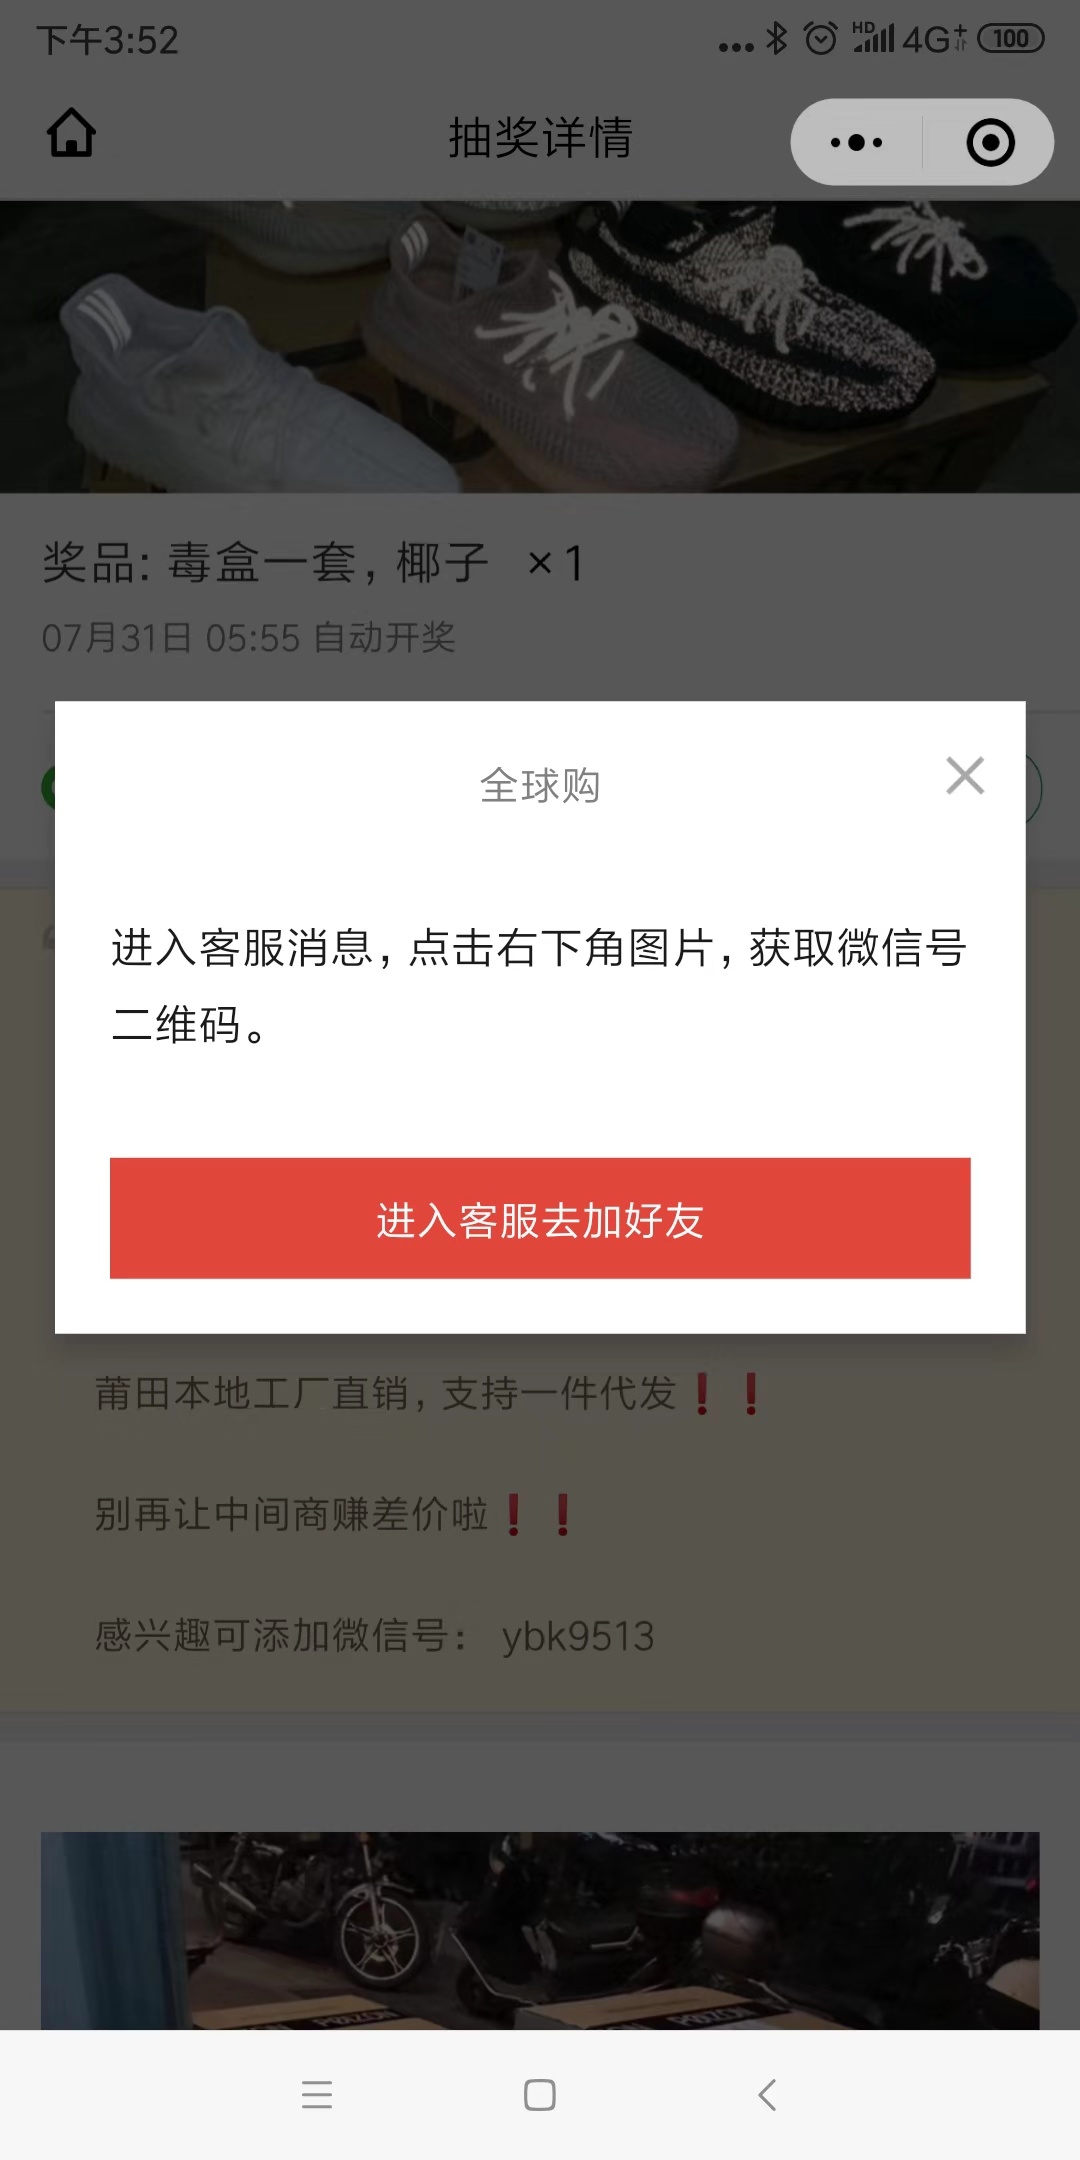 下午3:52
HD 4G+ 100
抽奖详情
奖品: 毒盒一套, 椰子 ×1
07月31日 05:55 自动开奖
全球购
进入客服消息, 点击右下角图片, 获取微信号
二维码。
进入客服去加好友
莆田本地工厂直销, 支持一件代发❗❗
别再让中间商赚差价啦❗❗
感兴趣可添加微信号: ybk9513